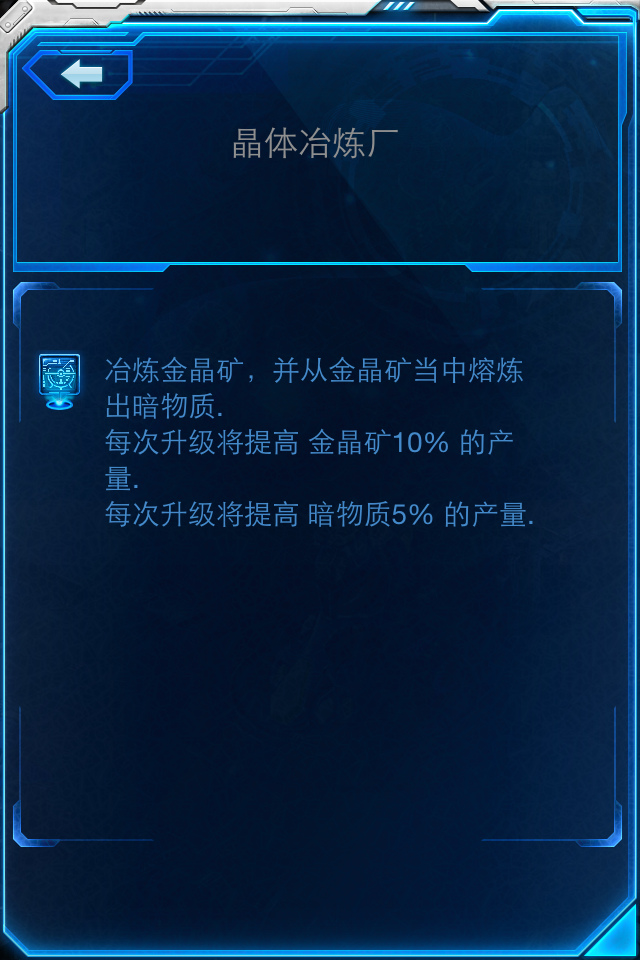 晶体冶炼厂
冶炼金晶矿，并从金晶矿当中熔炼
出暗物质.
每次升级将提高 金晶矿10% 的产
量.
每次升级将提高 暗物质5% 的产量.